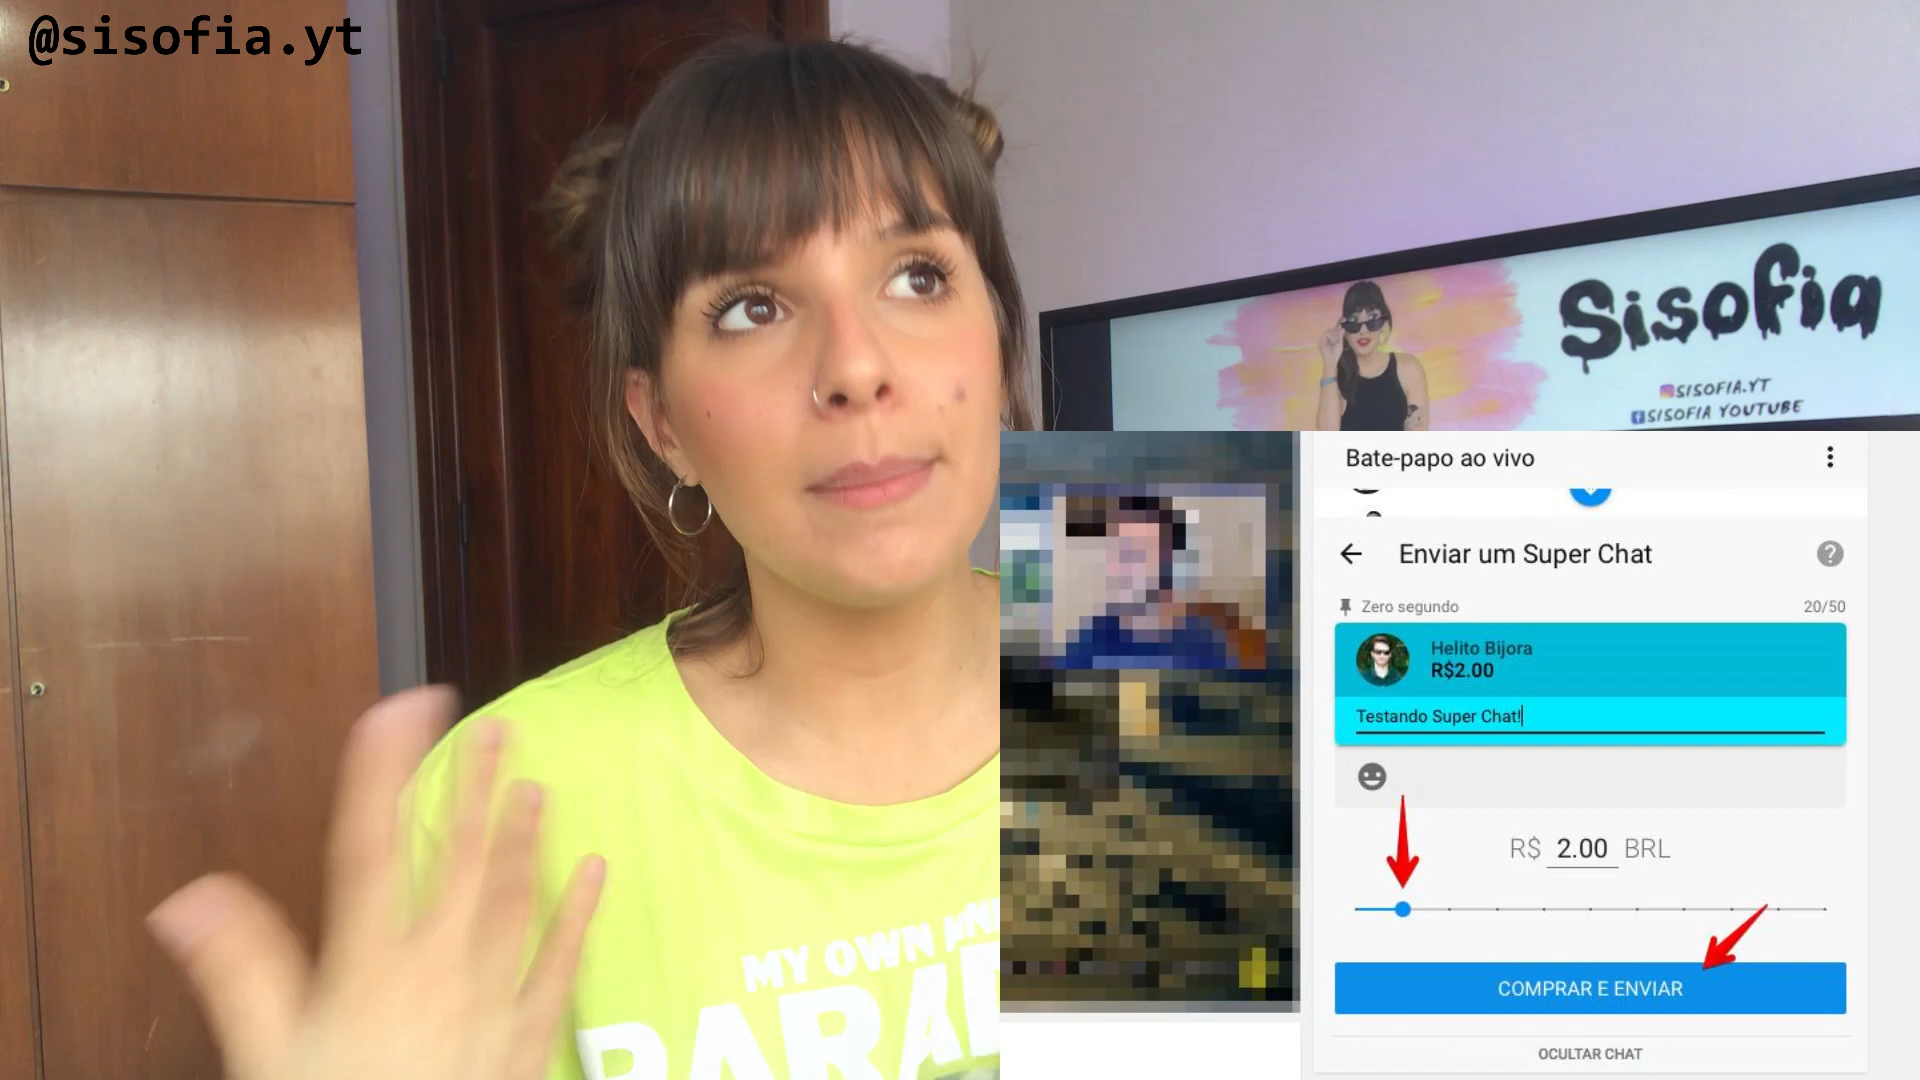 @sisofia.yt
Sisofia
SISOFIA.YT
SISOFIA YOUTUBE
MY OWN
Bate-papo ao vivo
Enviar um Super Chat
Zero segundo 20/50
Helito Bijora
R$2.00
Testando Super Chat!
R$ 2.00 BRL
COMPRAR E ENVIAR
OCULTAR CHAT